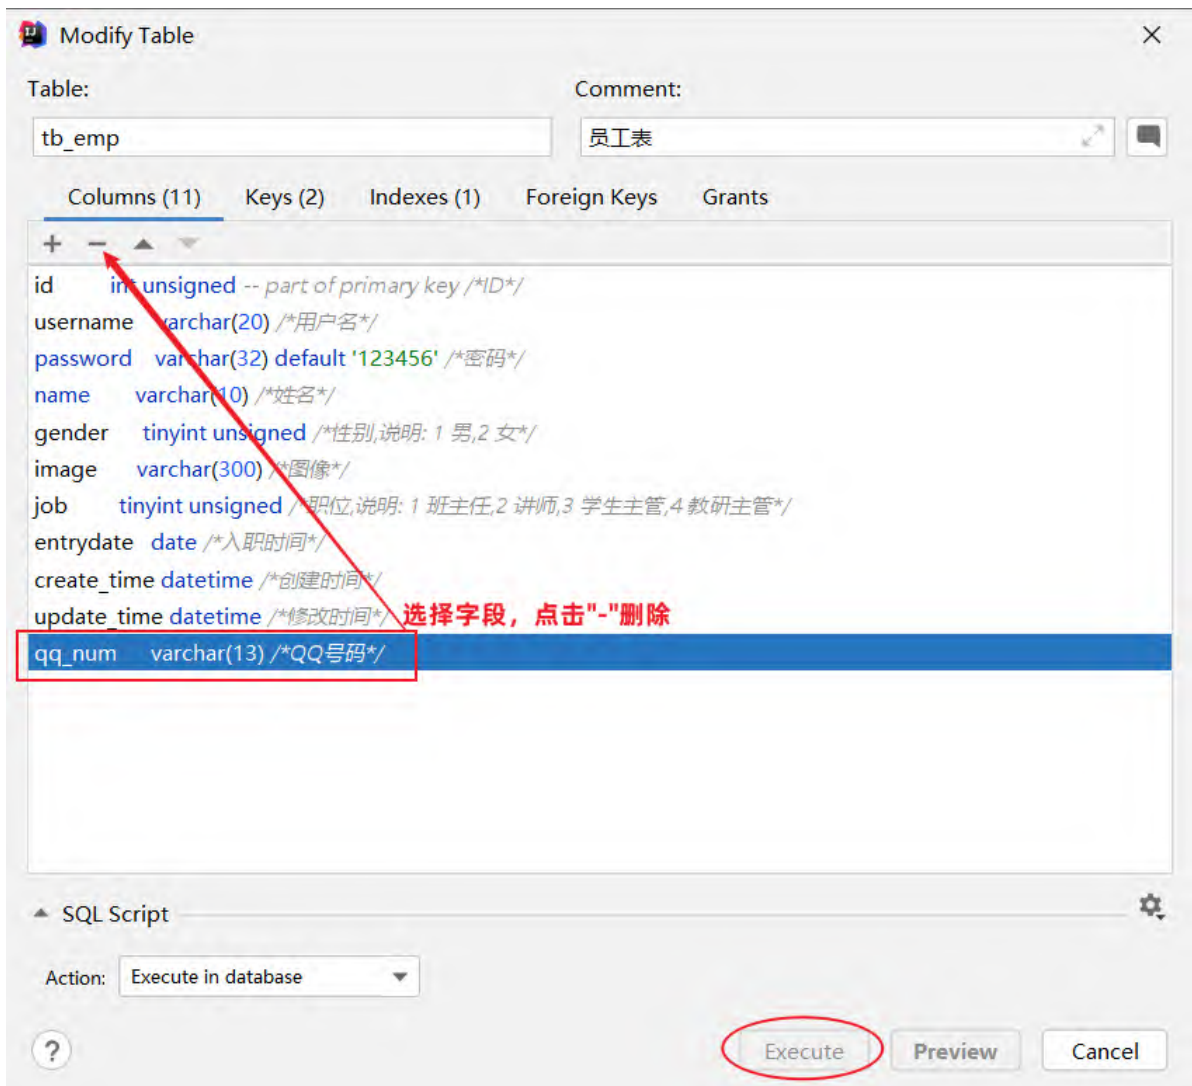 Modify Table
Table: Comment:
tb_emp 员工表
Columns (11) Keys (2) Indexes (1) Foreign Keys Grants
id int unsigned -- part of primary key /*ID*/
username varchar(20) /*用户名*/
password varchar(32) default '123456' /*密码*/
name varchar(10) /*姓名*/
gender tinyint unsigned /*性别,说明: 1 男,2 女*/
image varchar(300) /*图像*/
job tinyint unsigned /*职位,说明: 1 班主任,2 讲师,3 学生主管,4 教研主管*/
entrydate date /*入职时间*/
create_time datetime /*创建时间*/
update_time datetime /*修改时间*/ 选择字段，点击"-"删除
qq_num varchar(13) /*QQ号码*/
SQL Script
Action: Execute in database
? Execute Preview Cancel